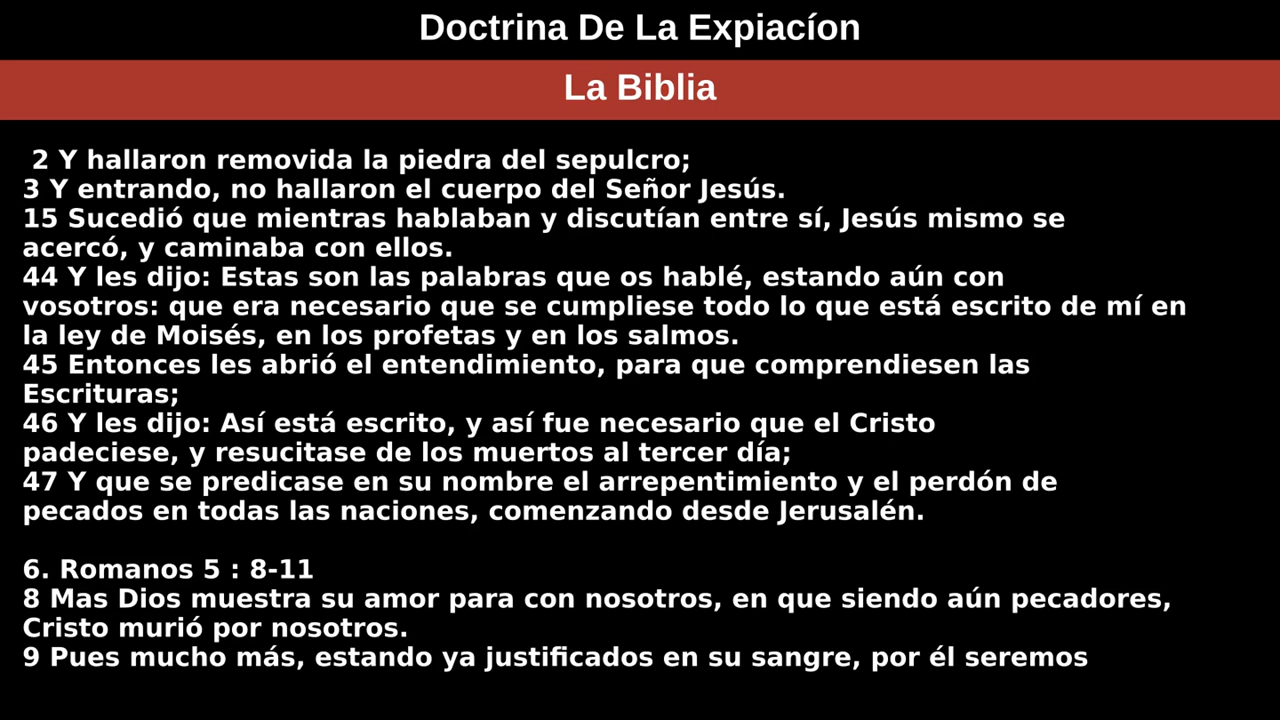 Doctrina De La Expiacíon
La Biblia
2 Y hallaron removida la piedra del sepulcro;
3 Y entrando, no hallaron el cuerpo del Señor Jesús.
15 Sucedió que mientras hablaban y discutían entre sí, Jesús mismo se
acercó, y caminaba con ellos.
44 Y les dijo: Estas son las palabras que os hablé, estando aún con
vosotros: que era necesario que se cumpliese todo lo que está escrito de mí en
la ley de Moisés, en los profetas y en los salmos.
45 Entonces les abrió el entendimiento, para que comprendiesen las
Escrituras;
46 Y les dijo: Así está escrito, y así fue necesario que el Cristo
padeciese, y resucitase de los muertos al tercer día;
47 Y que se predicase en su nombre el arrepentimiento y el perdón de
pecados en todas las naciones, comenzando desde Jerusalén.
6. Romanos 5 : 8-11
8 Mas Dios muestra su amor para con nosotros, en que siendo aún pecadores,
Cristo murió por nosotros.
9 Pues mucho más, estando ya justificados en su sangre, por él seremos